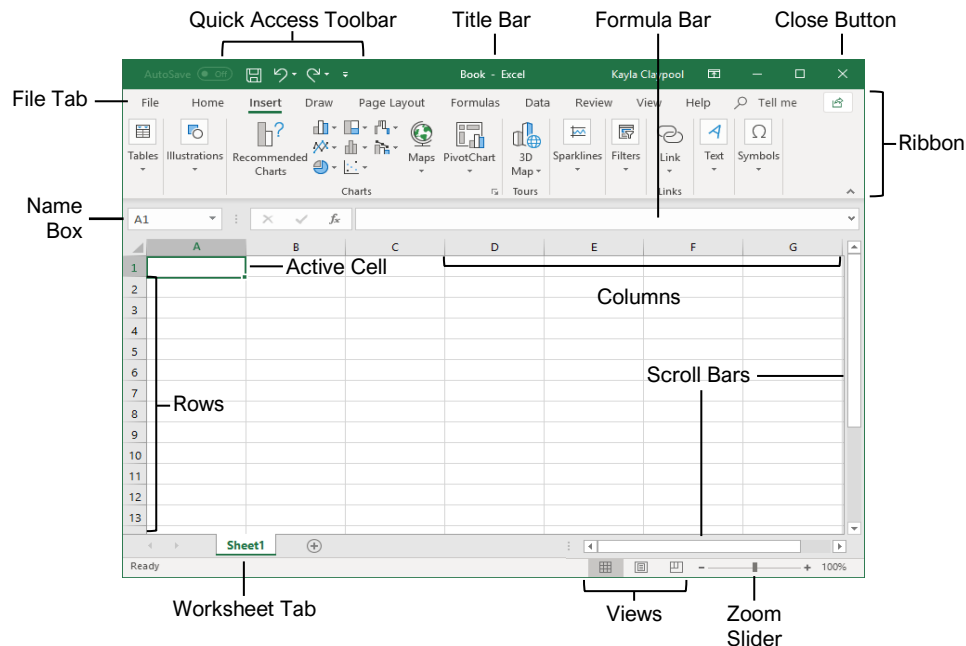 Quick Access Toolbar Title Bar Formula Bar Close Button
AutoSave Off Book - Excel Kayla Claypool
File Tab
File Home Insert Draw Page Layout Formulas Data Review View Help Tell me
Ribbon
Tables Illustrations Recommended Charts Maps PivotChart 3D Map Sparklines Filters Link Text Symbols
Charts Tours Links
Name Box
A1 fx
A B C D E F G
1 Active Cell
2 Columns
3
4
5
6 Scroll Bars
7
Rows
8
9
10
11
12
13
Sheet1
Ready 100%
Worksheet Tab Views Zoom
Slider